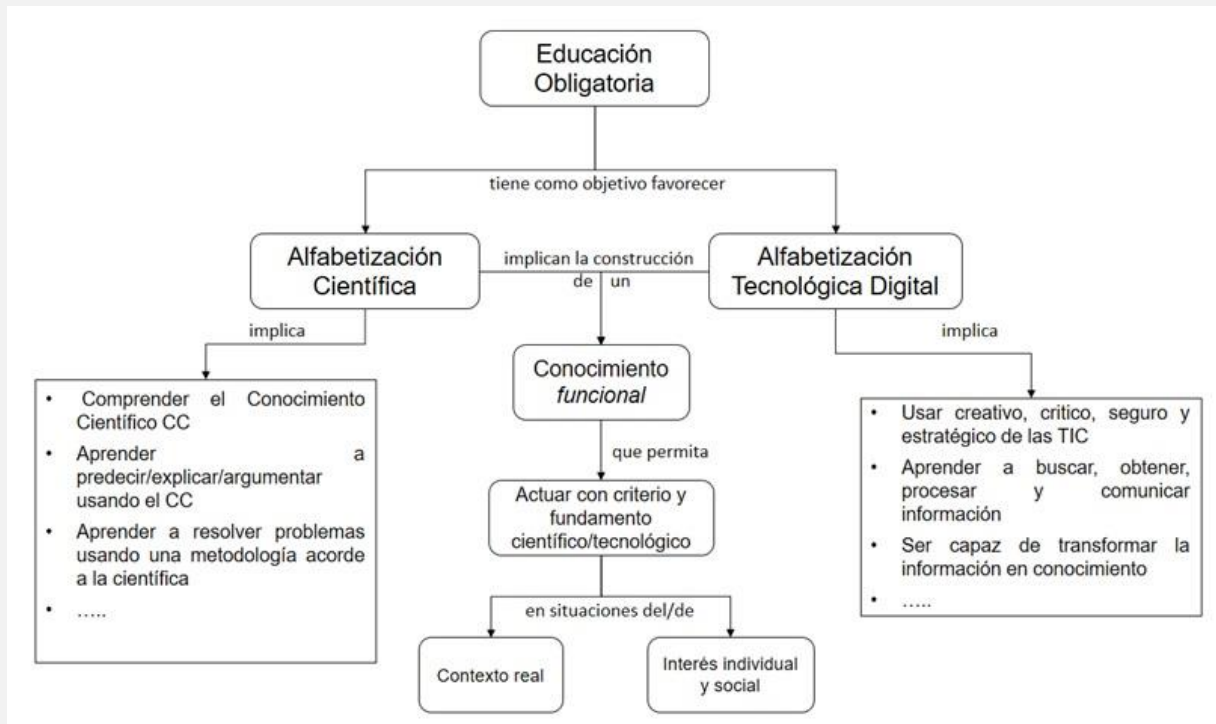 Educación
Obligatoria
tiene como objetivo favorecer
Alfabetización
Científica
implican la construcción
de un
Alfabetización
Tecnológica Digital
implica
implica
• Comprender el Conocimiento
Científico CC
• Aprender a
predecir/explicar/argumentar
usando el CC
• Aprender a resolver problemas
usando una metodología acorde
a la científica
• .....
Conocimiento
funcional
que permita
Actuar con criterio y
fundamento
científico/tecnológico
en situaciones del/de
Contexto real
Interés individual
y social
• Usar creativo, critico, seguro y
estratégico de las TIC
• Aprender a buscar, obtener,
procesar y comunicar
información
• Ser capaz de transformar la
información en conocimiento
• .....